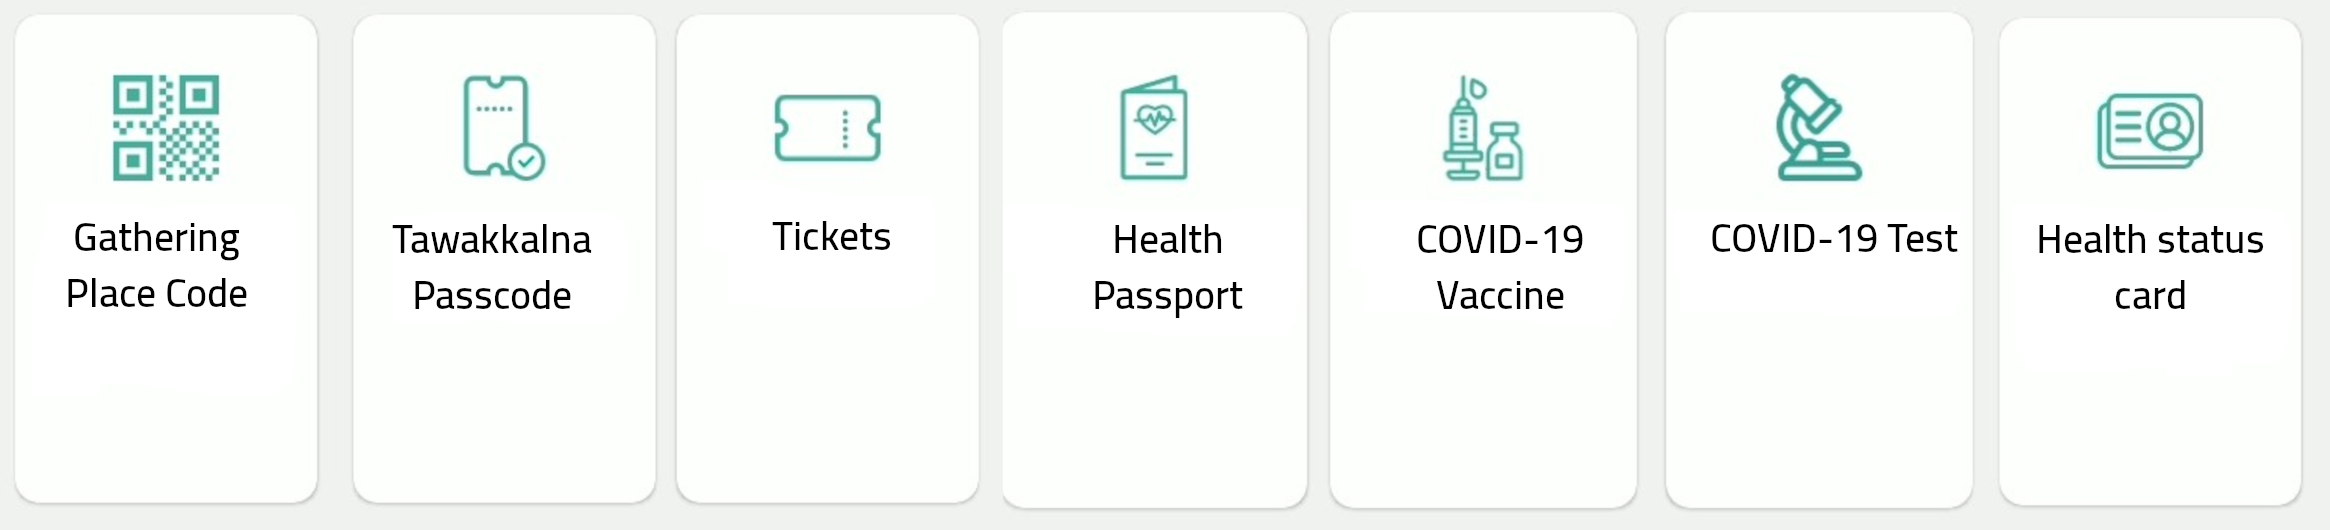 Gathering
Place Code
Tawakkalna
Passcode
Tickets
Health
Passport
COVID-19
Vaccine
COVID-19 Test
Health status
card